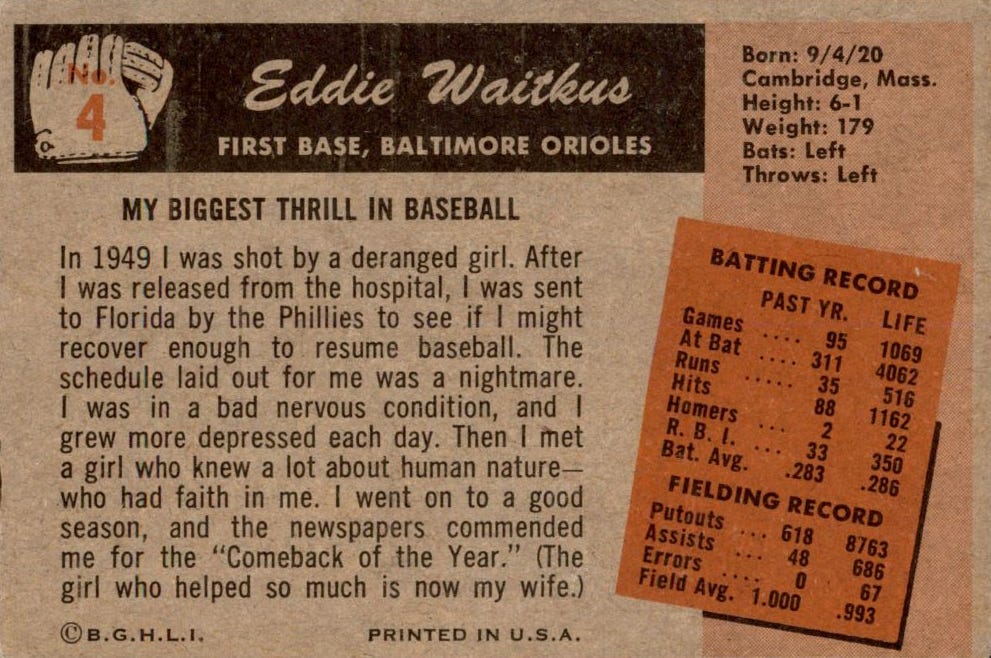 No.
4
Eddie Waitkus
FIRST BASE, BALTIMORE ORIOLES
Born: 9/4/20
Cambridge, Mass.
Height: 6-1
Weight: 179
Bats: Left
Throws: Left
MY BIGGEST THRILL IN BASEBALL
In 1949 I was shot by a deranged girl. After
I was released from the hospital, I was sent
to Florida by the Phillies to see if I might
recover enough to resume baseball. The
schedule laid out for me was a nightmare.
I was in a bad nervous condition, and I
grew more depressed each day. Then I met
a girl who knew a lot about human nature—
who had faith in me. I went on to a good
season, and the newspapers commended
me for the “Comeback of the Year.” (The
girl who helped so much is now my wife.)
©B.G.H.L.I. PRINTED IN U.S.A.
BATTING RECORD
PAST YR. LIFE
Games .... 95 1069
At Bat .... 311 4062
Runs ..... 35 516
Hits 88 1162
Homers ... 2 22
R. B. I. ... 33 350
Bat. Avg. .283 .286
FIELDING RECORD
Putouts ... 618 8763
Assists ... 48 686
Errors .... 0 67
Field Avg. 1.000 .993